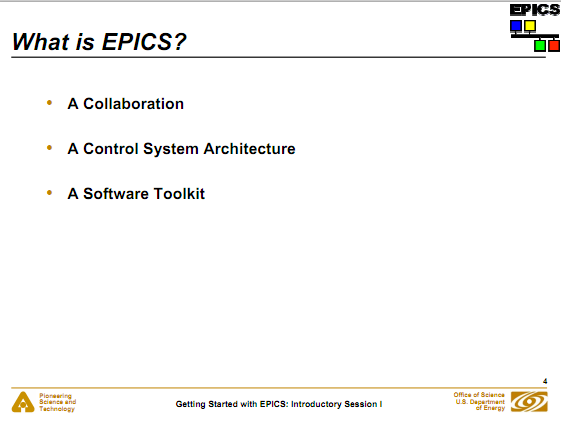 EPICS
What is EPICS?
• A Collaboration
• A Control System Architecture
• A Software Toolkit
4
Pioneering
Science and
Technology
Getting Started with EPICS: Introductory Session I
Office of Science
U.S. Department
of Energy